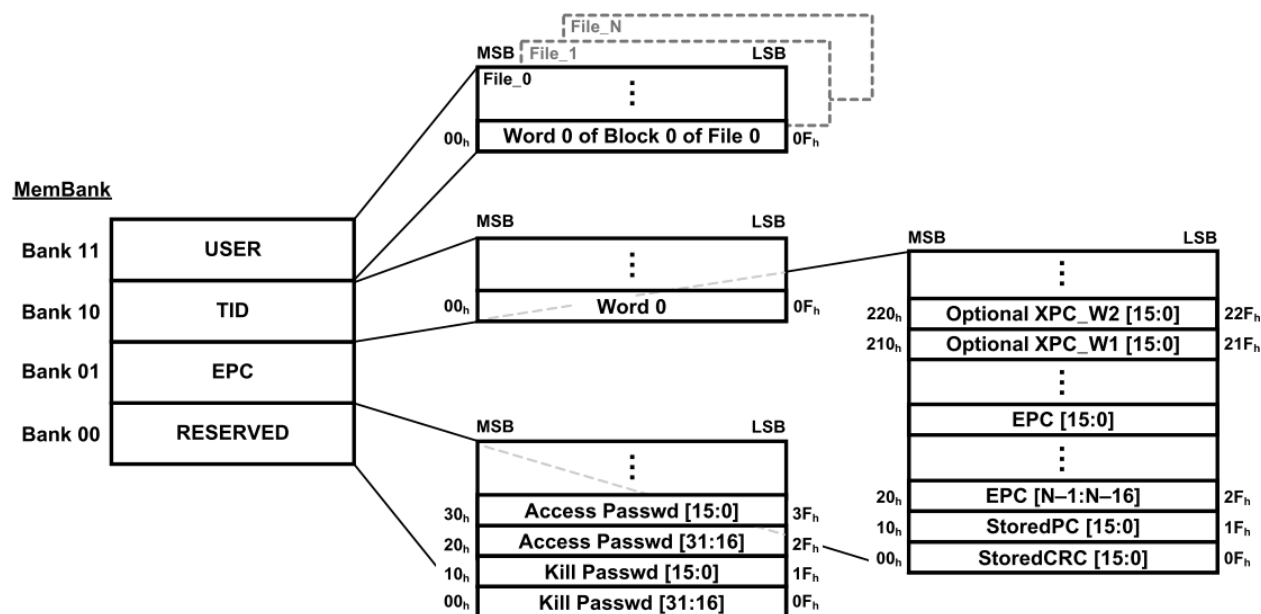 File_N
MSB File_1 LSB
File_0
⋮
00h Word 0 of Block 0 of File 0 0Fh
MemBank
Bank 11 USER
Bank 10 TID
Bank 01 EPC
Bank 00 RESERVED
MSB LSB
⋮
00h Word 0 0Fh
MSB LSB
⋮
30h Access Passwd [15:0] 3Fh
20h Access Passwd [31:16] 2Fh
10h Kill Passwd [15:0] 1Fh
00h Kill Passwd [31:16] 0Fh
MSB LSB
⋮
220h Optional XPC_W2 [15:0] 22Fh
210h Optional XPC_W1 [15:0] 21Fh
⋮
EPC [15:0]
⋮
20h EPC [N–1:N–16] 2Fh
10h StoredPC [15:0] 1Fh
00h StoredCRC [15:0] 0Fh